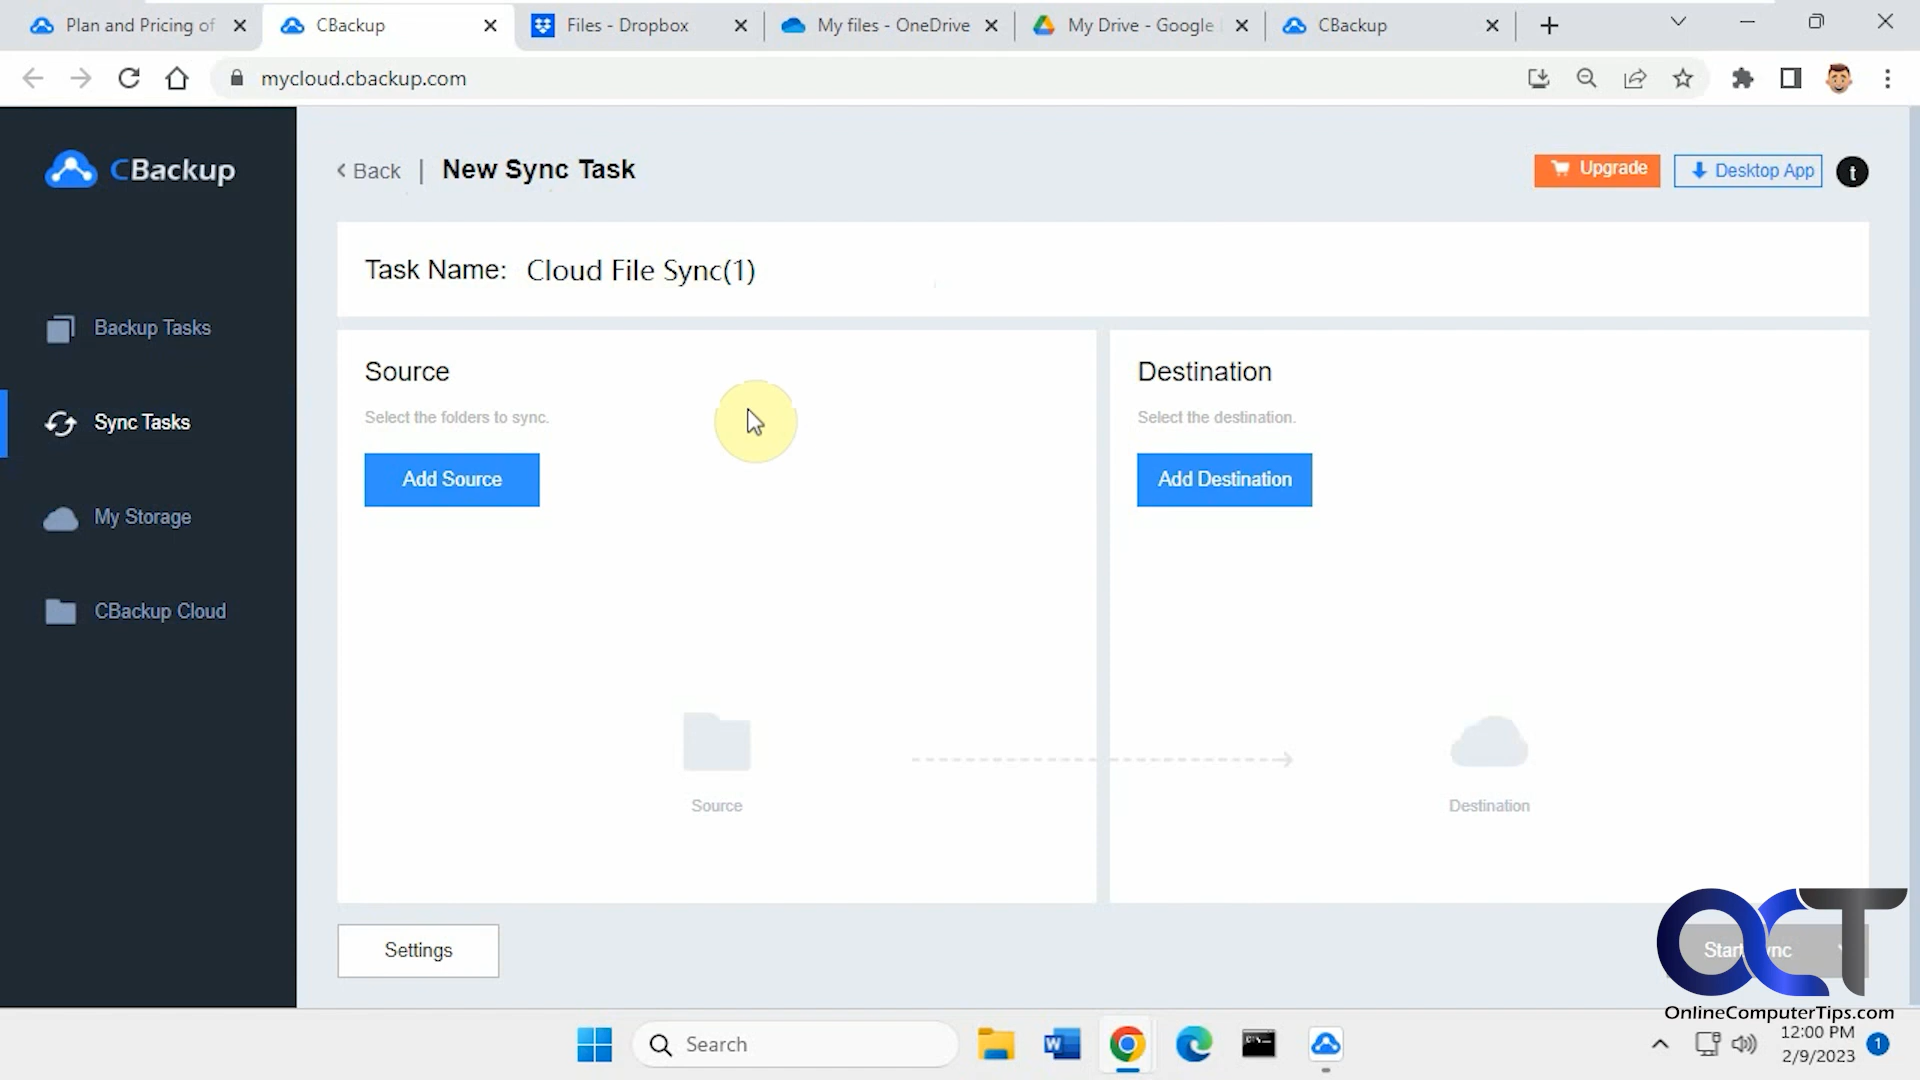 Plan and Pricing of
CBackup
Files - Dropbox
My files - OneDrive
My Drive - Google
CBackup
mycloud.cbackup.com
CBackup
Back | New Sync Task
Upgrade
Desktop App
t
Task Name: Cloud File Sync(1)
Backup Tasks
Sync Tasks
My Storage
CBackup Cloud
Source
Select the folders to sync.
Add Source
Destination
Select the destination.
Add Destination
Source
Destination
Settings
OCT
OnlineComputerTips.com
Search
12:00 PM
2/9/2023
1